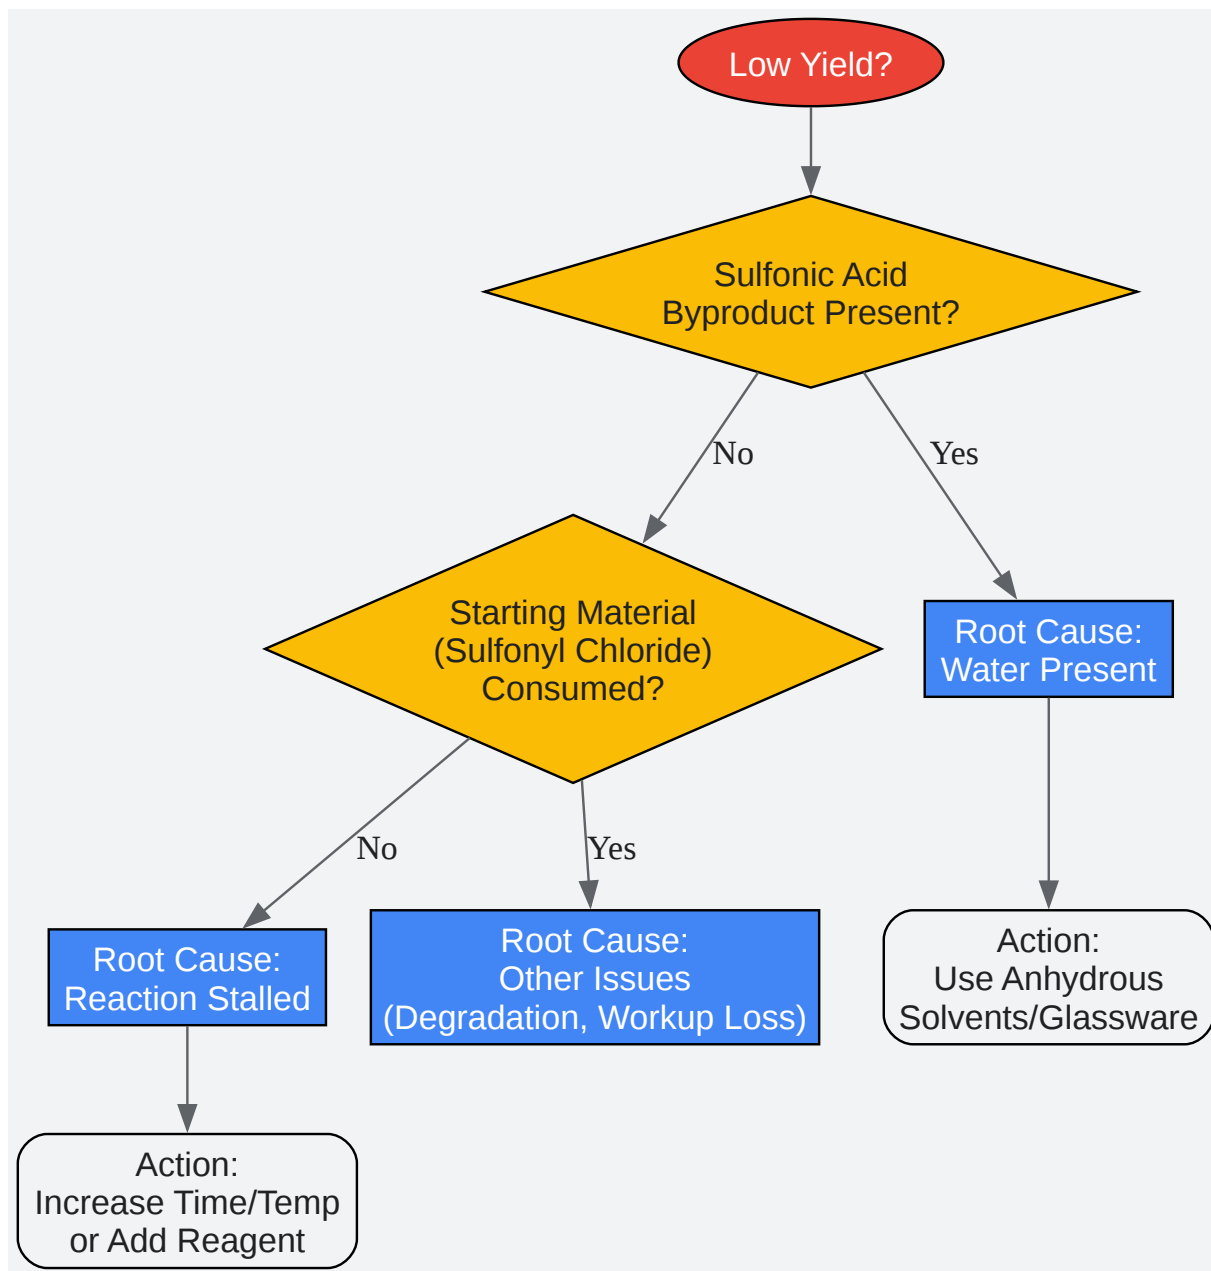 Low Yield?
Sulfonic Acid
Byproduct Present?
No
Yes
Starting Material
(Sulfonyl Chloride)
Consumed?
Root Cause:
Water Present
No
Yes
Root Cause:
Reaction Stalled
Root Cause:
Other Issues
(Degradation, Workup Loss)
Action:
Use Anhydrous
Solvents/Glassware
Action:
Increase Time/Temp
or Add Reagent